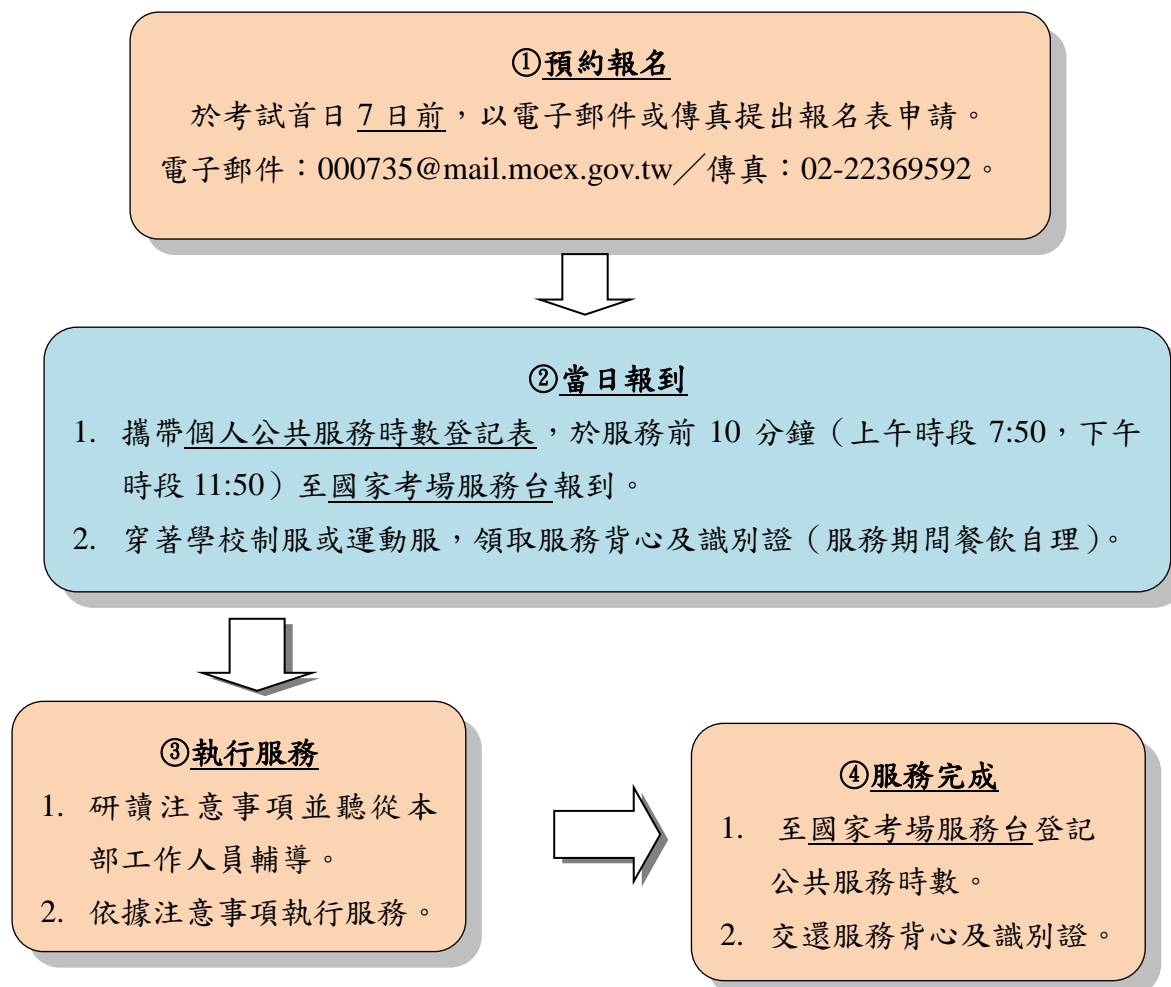 ①預約報名
於考試首日 7 日前，以電子郵件或傳真提出報名表申請。
電子郵件：000735@mail.moex.gov.tw／傳真：02-22369592。
②當日報到
1. 攜帶個人公共服務時數登記表，於服務前 10 分鐘（上午時段 7:50，下午
時段 11:50）至國家考場服務台報到。
2. 穿著學校制服或運動服，領取服務背心及識別證（服務期間餐飲自理）。
③執行服務
1. 研讀注意事項並聽從本
部工作人員輔導。
2. 依據注意事項執行服務。
④服務完成
1. 至國家考場服務台登記
公共服務時數。
2. 交還服務背心及識別證。